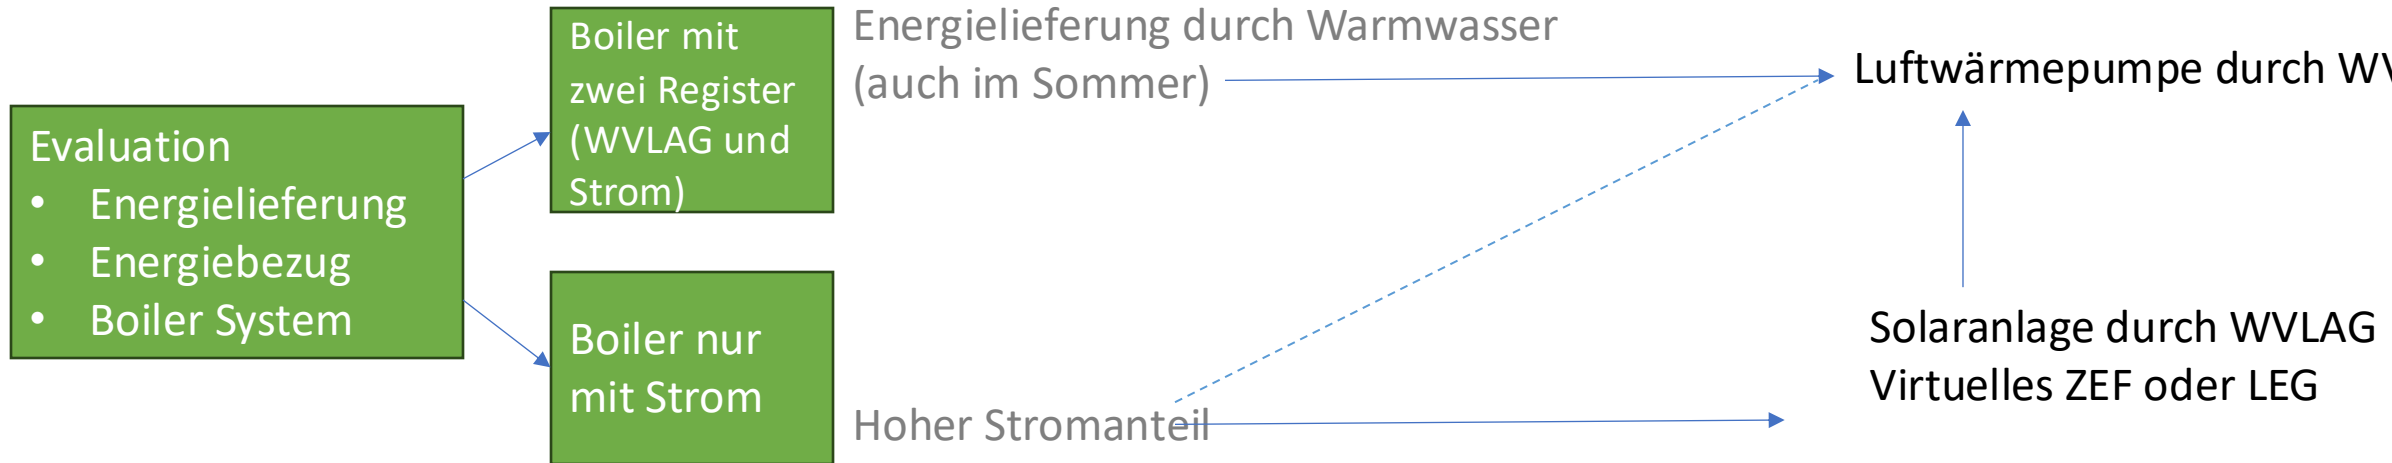 Evaluation
• Energielieferung
• Energiebezug
• Boiler System
Boiler mit
zwei Register
(WVLAG und
Strom)
Boiler nur
mit Strom
Energielieferung durch Warmwasser
(auch im Sommer)
Hoher Stromanteil
Luftwärmepumpe durch
Solaranlage durch WVLAG
Virtuelles ZEF oder LEG